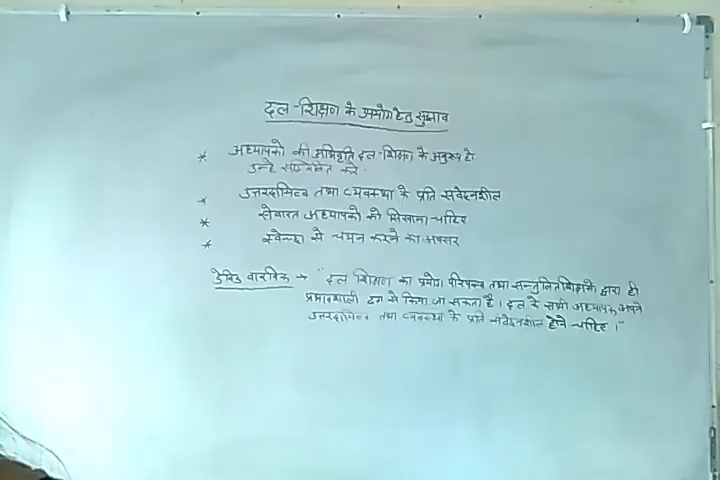 दल-शिक्षण के प्रयोग हेतु सुझाव
* अध्यापकों की अभिवृत्ति दल-शिक्षण के अनुरूप हो
उन्हें सम्मिलित करें
* उत्तरदायित्व तथा व्यवस्था के प्रति संवेदनशील
* सेवारत अध्यापकों को सिखाना चाहिए
* स्वेच्छा से चयन करने का अवसर
डेविड वारविक → "दल शिक्षण का प्रयोग परिपक्व तथा सन्तुलित शिक्षकों द्वारा ही
प्रभावशाली ढंग से किया जा सकता है। दल के सभी अध्यापक अपने
उत्तरदायित्व तथा व्यवस्था के प्रति संवेदनशील होने चाहिए।"